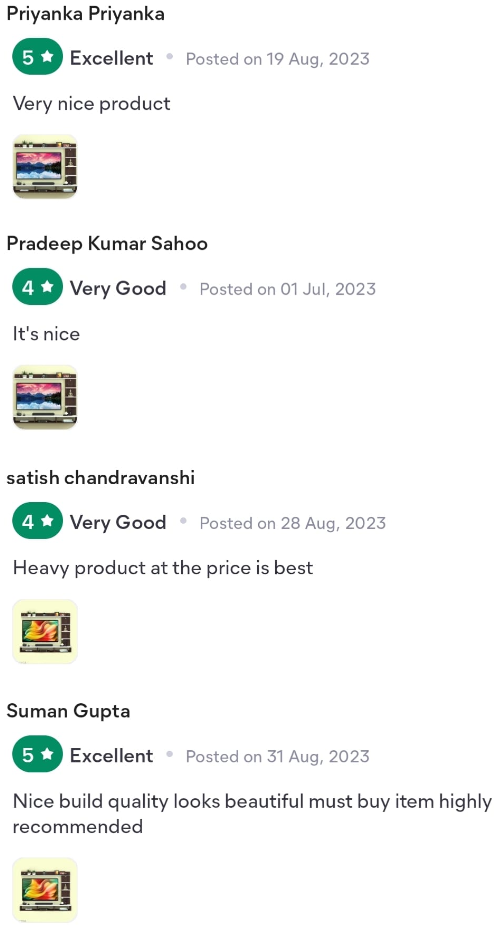 Priyanka Priyanka
5 ★ Excellent • Posted on 19 Aug, 2023
Very nice product
Pradeep Kumar Sahoo
4 ★ Very Good • Posted on 01 Jul, 2023
It's nice
satish chandravanshi
4 ★ Very Good • Posted on 28 Aug, 2023
Heavy product at the price is best
Suman Gupta
5 ★ Excellent • Posted on 31 Aug, 2023
Nice build quality looks beautiful must buy item highly
recommended